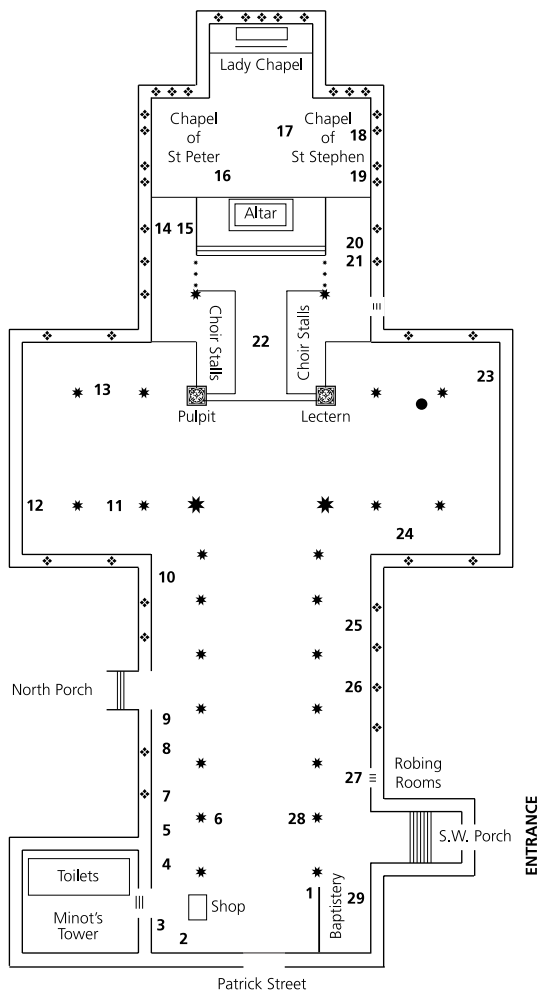 Lady Chapel
Chapel
of
St Peter
17
Chapel
of
St Stephen
18
16
19
14 15
Altar
20
21
Choir Stalls
22
Choir Stalls
13
23
Pulpit
Lectern
12
11
24
10
25
North Porch
26
9
8
27
Robing
Rooms
7
5
6
28
S.W. Porch
ENTRANCE
4
Toilets
Shop
1
29
Baptistery
Minot's
Tower
3
2
Patrick Street